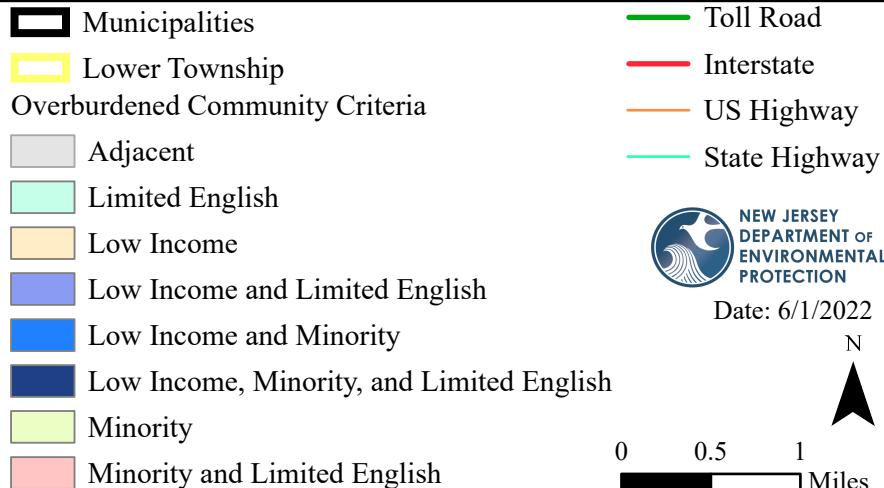 Municipalities
Lower Township
Overburdened Community Criteria
Adjacent
Limited English
Low Income
Low Income and Limited English
Low Income and Minority
Low Income, Minority, and Limited English
Minority
Minority and Limited English
Toll Road
Interstate
US Highway
State Highway
NEW JERSEY
DEPARTMENT OF
ENVIRONMENTAL
PROTECTION
Date: 6/1/2022
N
0 0.5 1
Miles